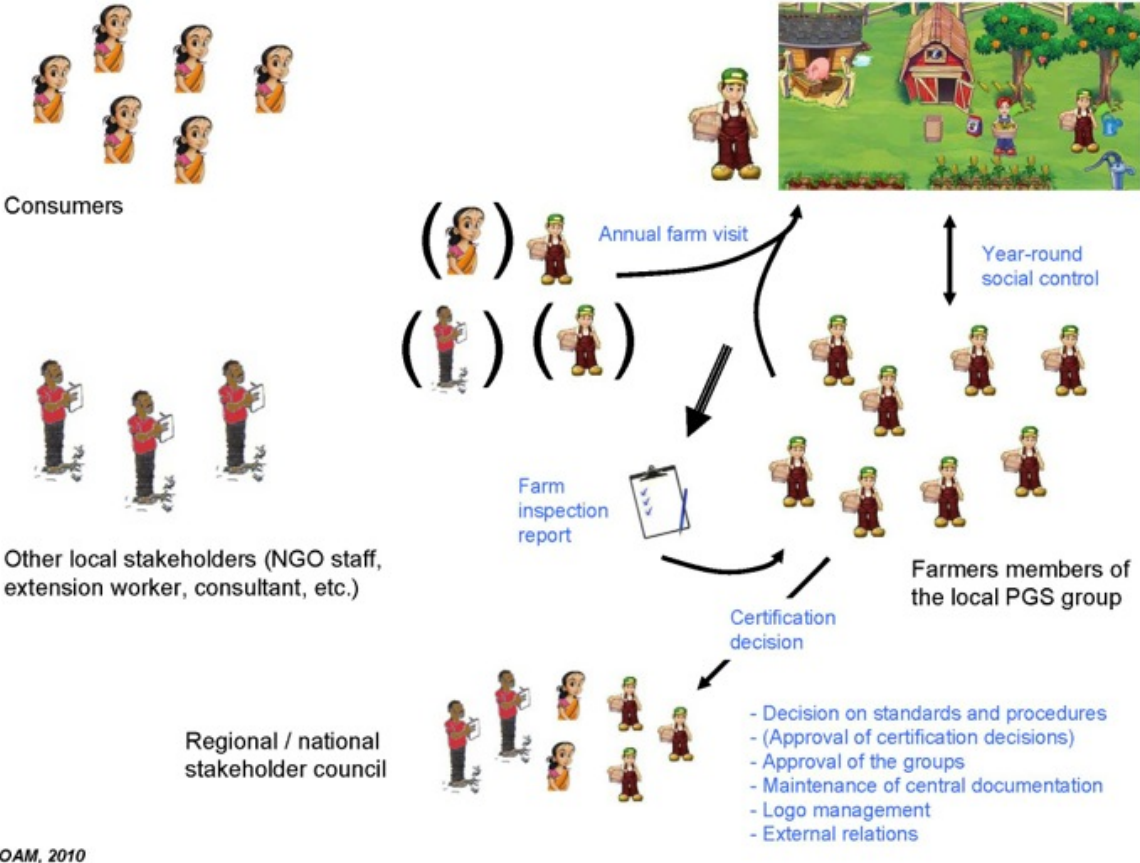 Consumers
Annual farm visit
Year-round
social control
Farm
inspection
report
Other local stakeholders (NGO staff,
extension worker, consultant, etc.)
Farmers members of
the local PGS group
Certification
decision
Regional / national
stakeholder council
- Decision on standards and procedures
- (Approval of certification decisions)
- Approval of the groups
- Maintenance of central documentation
- Logo management
- External relations
OAM, 2010